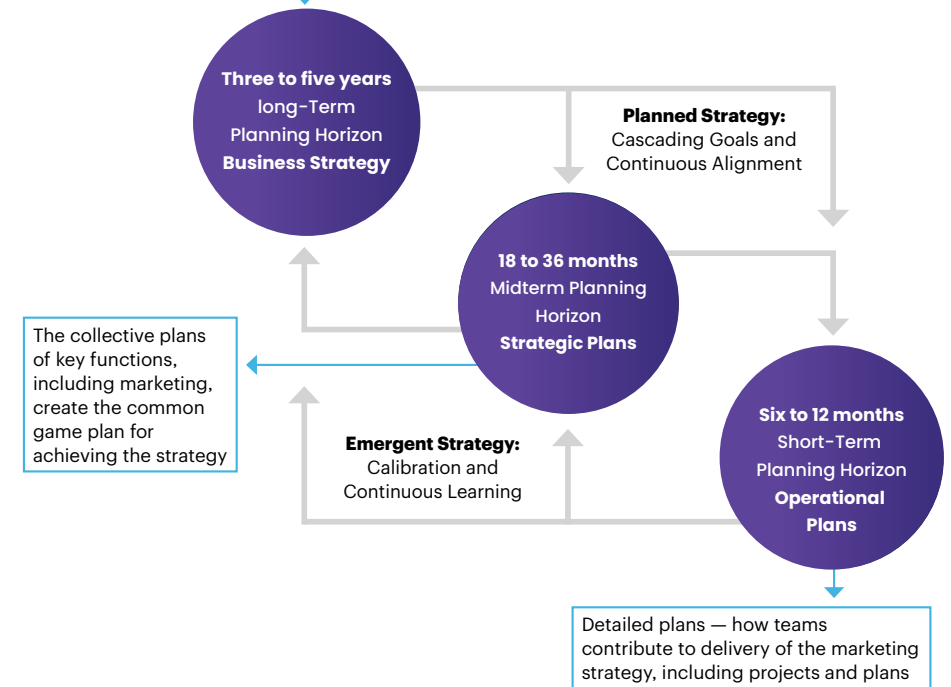 Three to five years
long-Term
Planning Horizon
Business Strategy
Planned Strategy:
Cascading Goals and
Continuous Alignment
18 to 36 months
Midterm Planning
Horizon
Strategic Plans
The collective plans
of key functions,
including marketing,
create the common
game plan for
achieving the strategy
Emergent Strategy:
Calibration and
Continuous Learning
Six to 12 months
Short-Term
Planning Horizon
Operational
Plans
Detailed plans — how teams
contribute to delivery of the marketing
strategy, including projects and plans